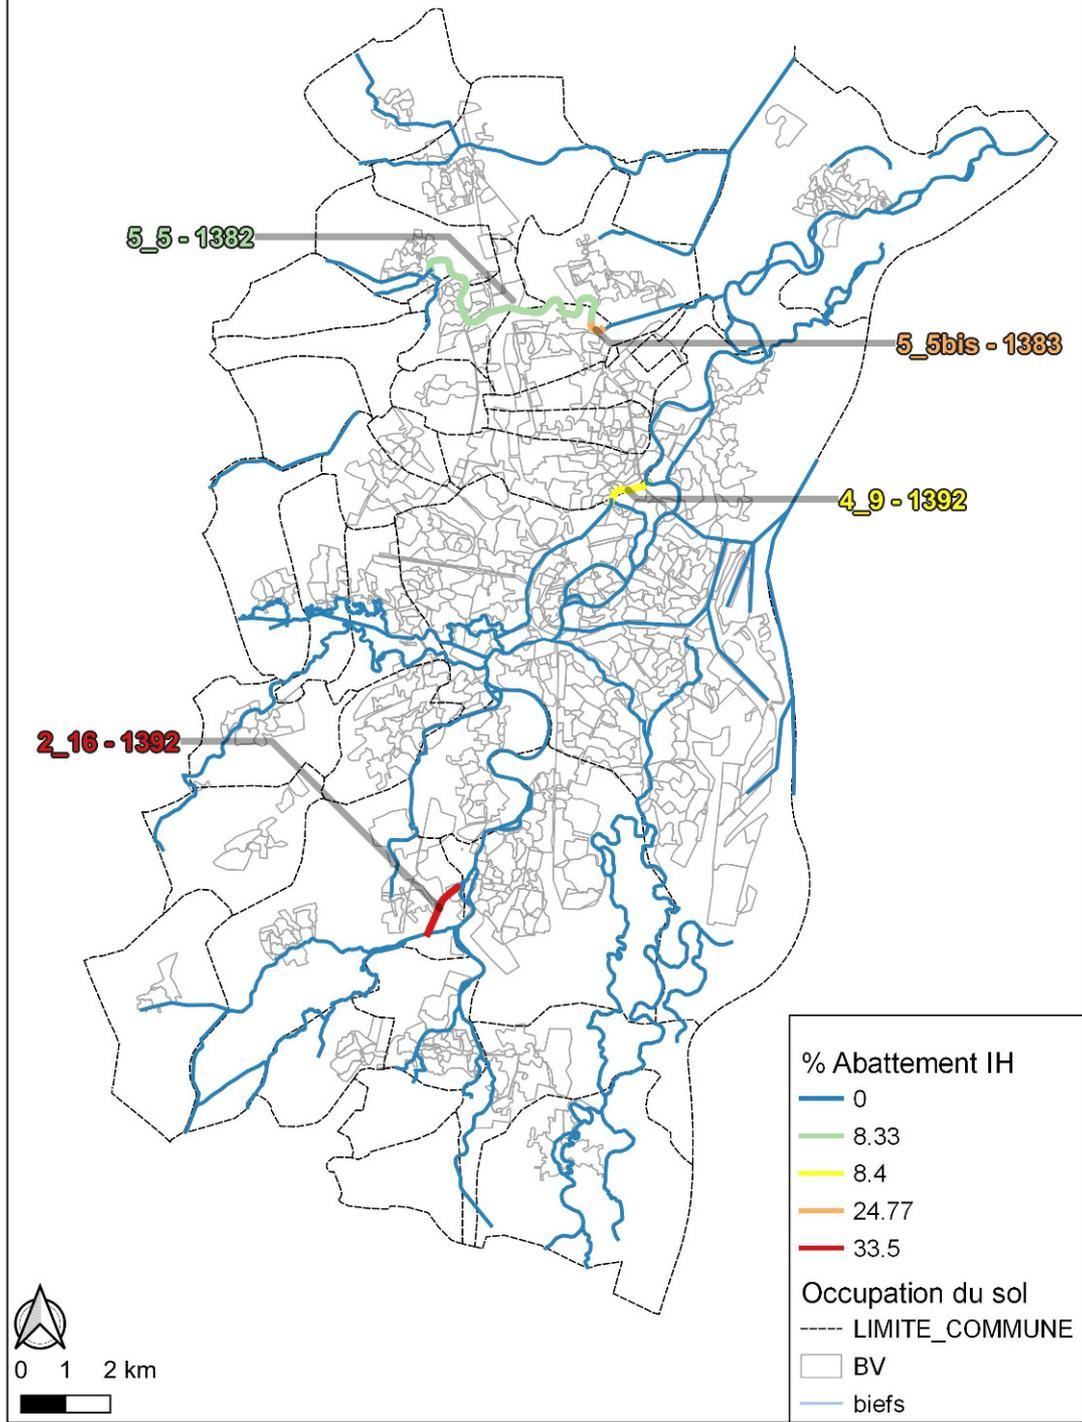 5_5 - 1382
5_5bis - 1383
4_9 - 1392
2_16 - 1392
% Abattement IH
0
8.33
8.4
24.77
33.5
Occupation du sol
LIMITE_COMMUNE
BV
biefs
0 1 2 km